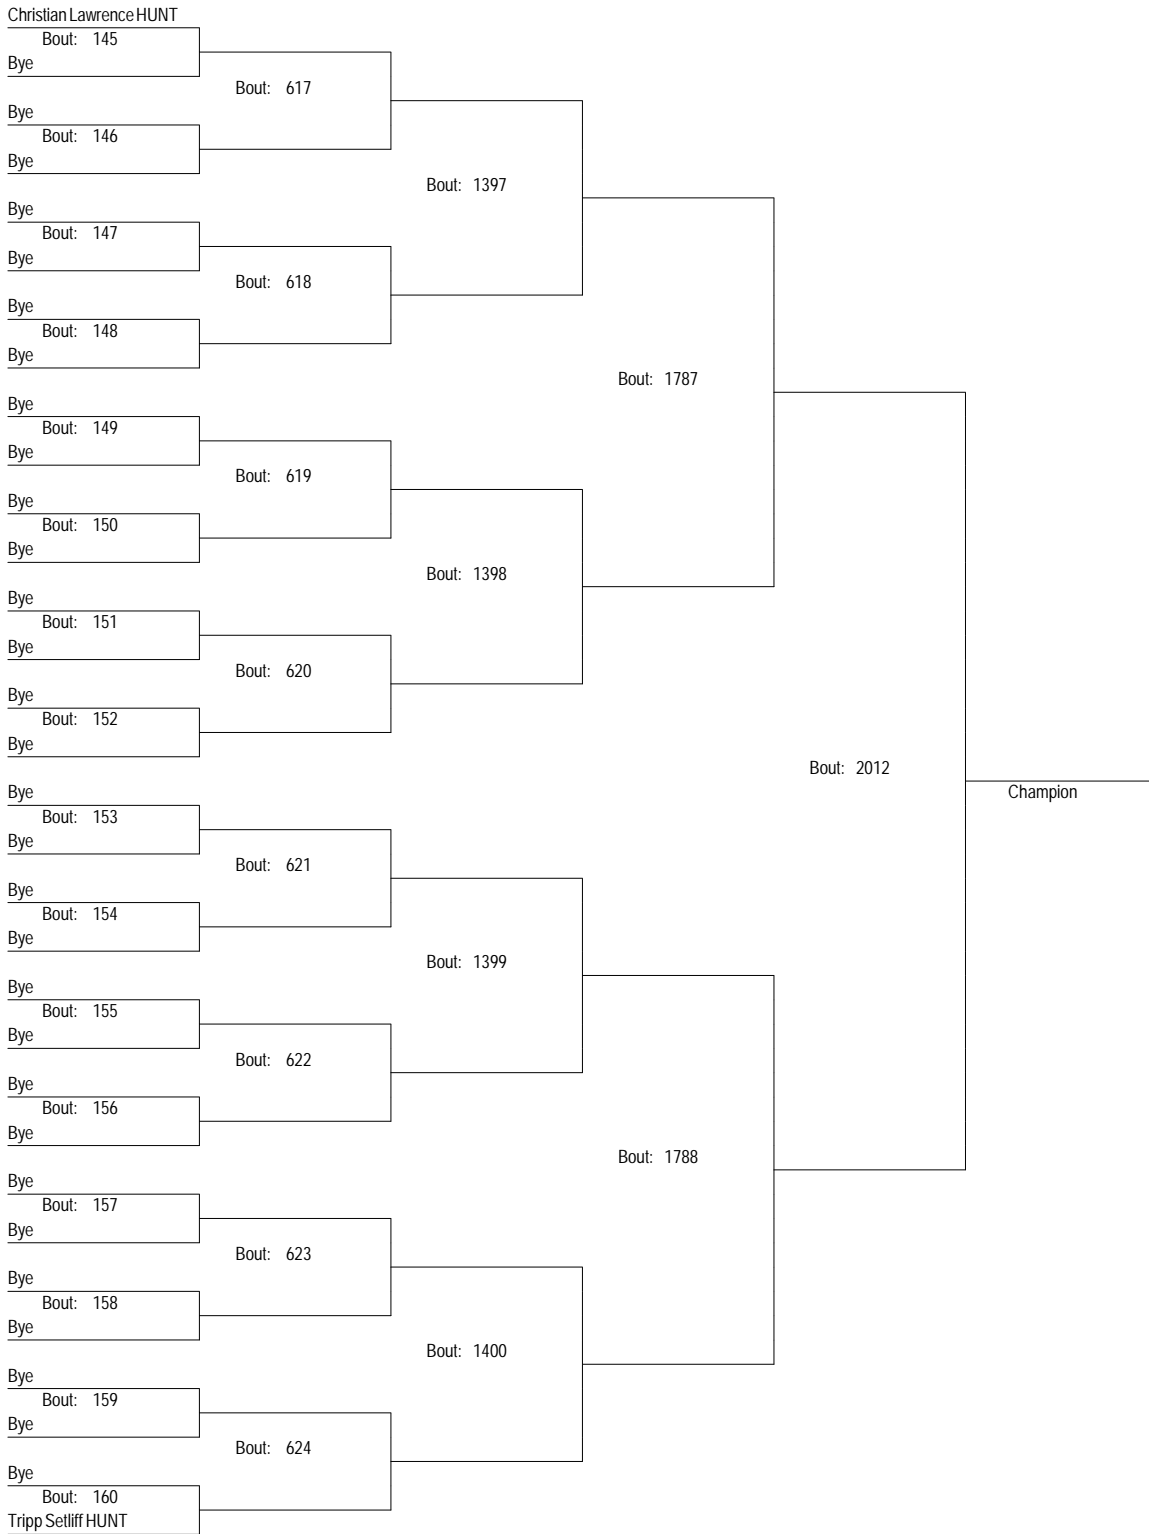 Christian Lawrence HUNT
Bout: 145
Bye
Bout: 617
Bye
Bout: 146
Bye
Bout: 1397
Bye
Bout: 147
Bye
Bout: 618
Bye
Bout: 148
Bye
Bout: 1787
Bye
Bout: 149
Bye
Bout: 619
Bye
Bout: 150
Bye
Bout: 1398
Bye
Bout: 151
Bye
Bout: 620
Bye
Bout: 152
Bye
Bout: 2012
Bye
Champion
Bout: 153
Bye
Bout: 621
Bye
Bout: 154
Bye
Bout: 1399
Bye
Bout: 155
Bye
Bout: 622
Bye
Bout: 156
Bye
Bout: 1788
Bye
Bout: 157
Bye
Bout: 623
Bye
Bout: 158
Bye
Bout: 1400
Bye
Bout: 159
Bye
Bout: 624
Bye
Bout: 160
Tripp Setliff HUNT